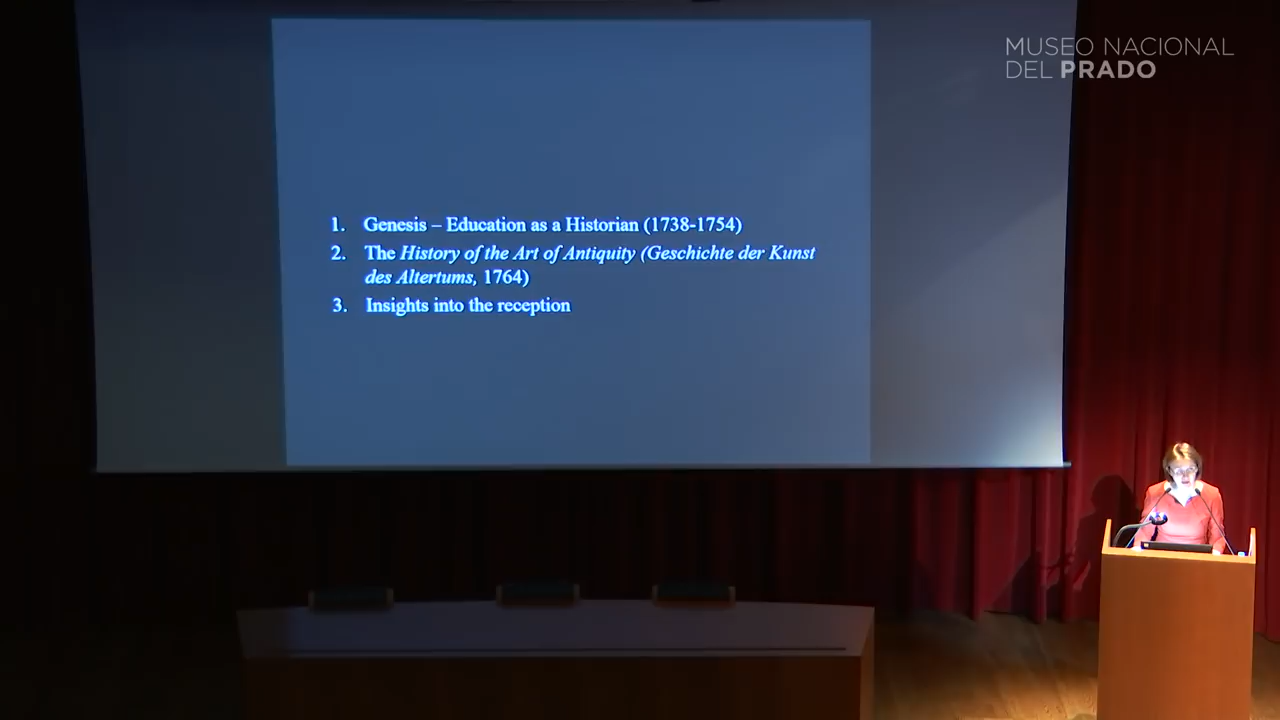 MUSEO NACIONAL
DEL PRADO
1. Genesis – Education as a Historian (1738-1754)
2. The History of the Art of Antiquity (Geschichte der Kunst
des Altertums, 1764)
3. Insights into the reception